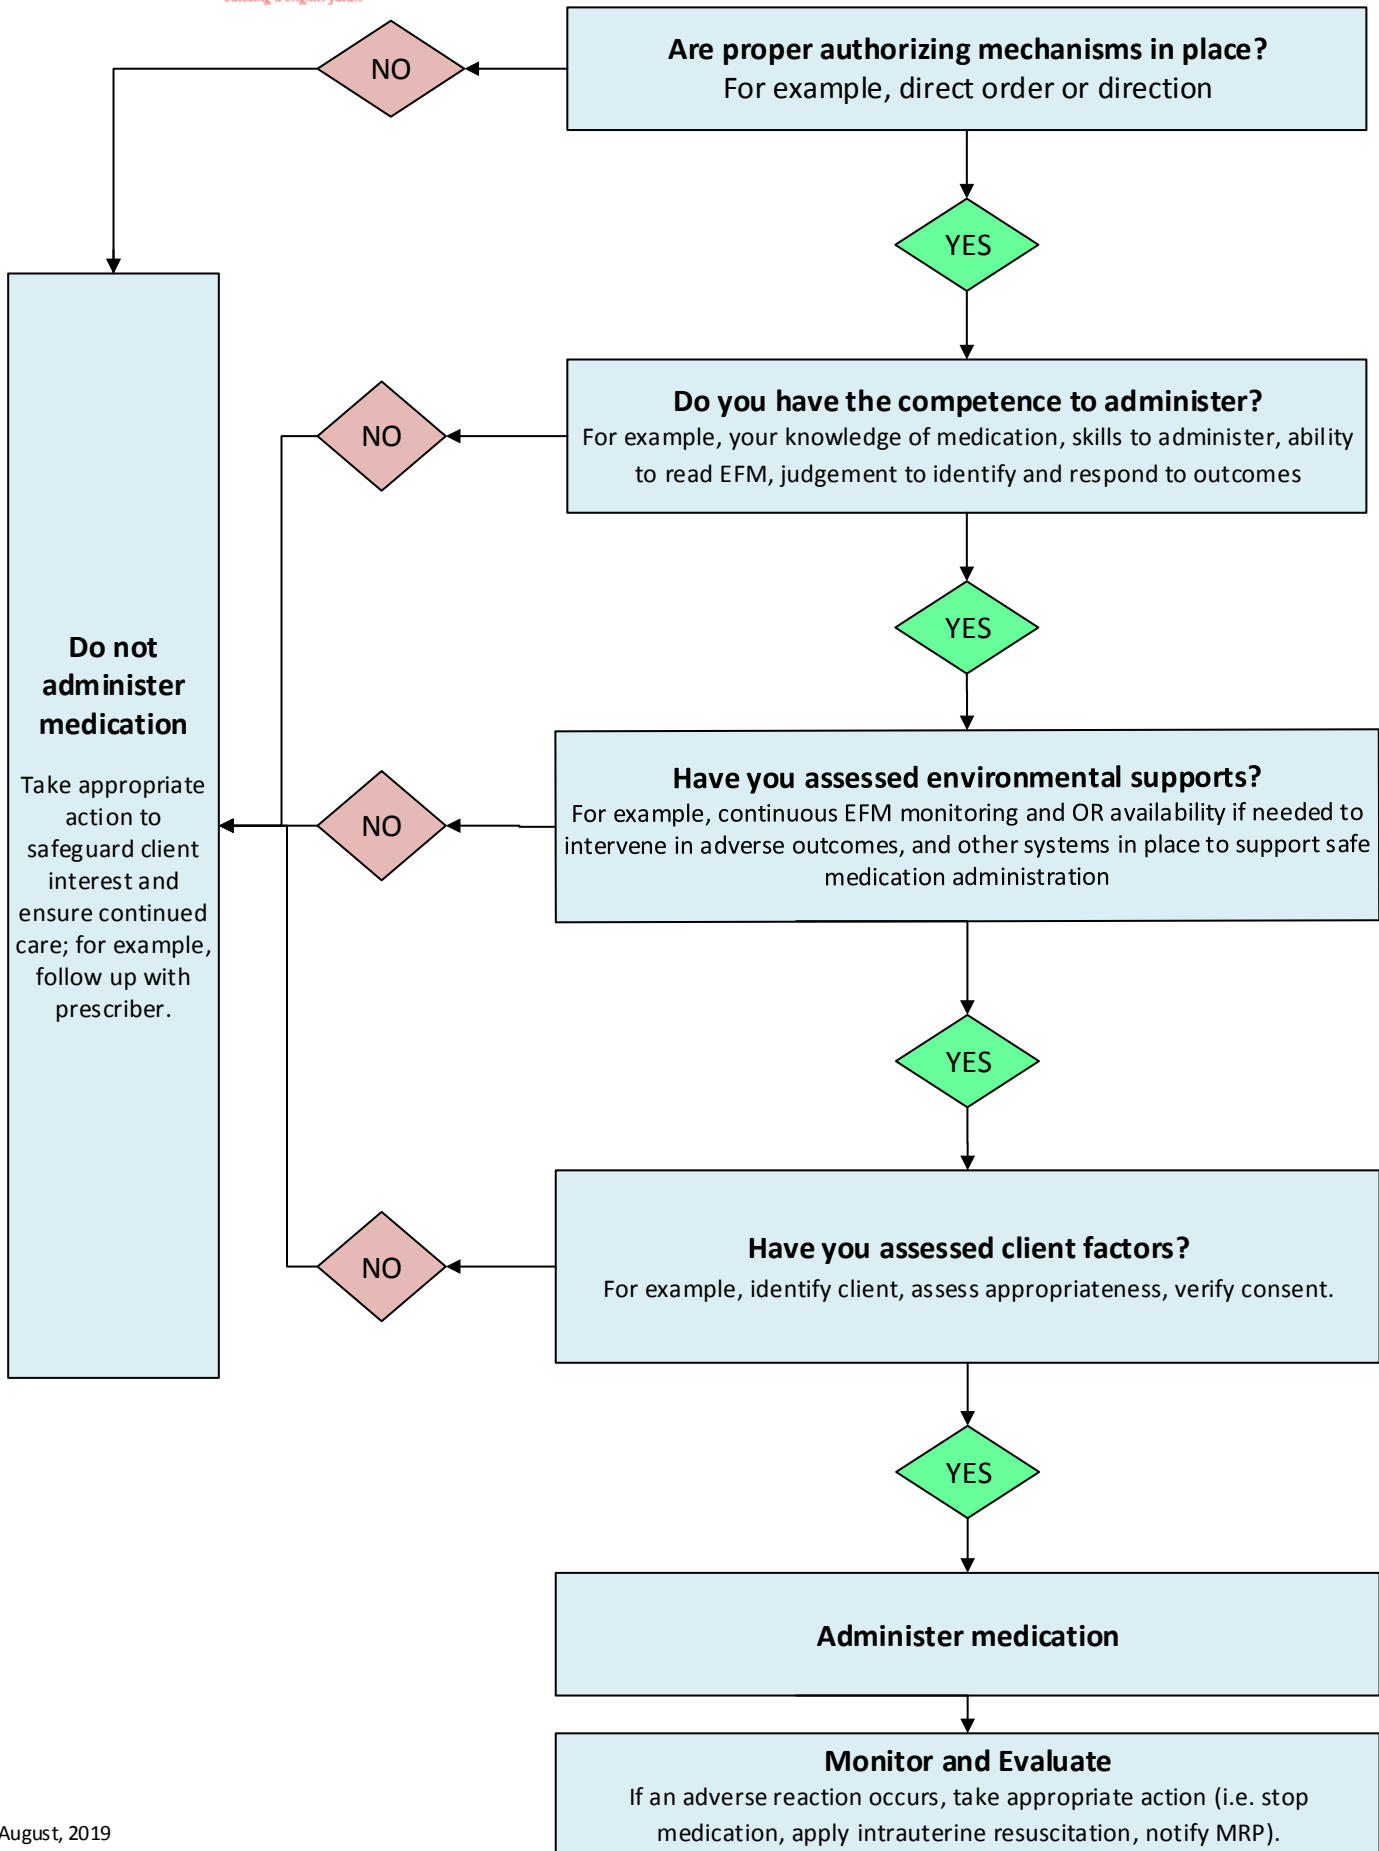 Are proper authorizing mechanisms in place?
For example, direct order or direction
NO
YES
Do you have the competence to administer?
For example, your knowledge of medication, skills to administer, ability
to read EFM, judgement to identify and respond to outcomes
NO
YES
Do not
administer
medication
Take appropriate
action to
safeguard client
interest and
ensure continued
care; for example,
follow up with
prescriber.
Have you assessed environmental supports?
For example, continuous EFM monitoring and OR availability if needed to
intervene in adverse outcomes, and other systems in place to support safe
medication administration
NO
YES
Have you assessed client factors?
For example, identify client, assess appropriateness, verify consent.
NO
YES
Administer medication
Monitor and Evaluate
If an adverse reaction occurs, take appropriate action (i.e. stop
medication, apply intrauterine resuscitation, notify MRP).
August, 2019